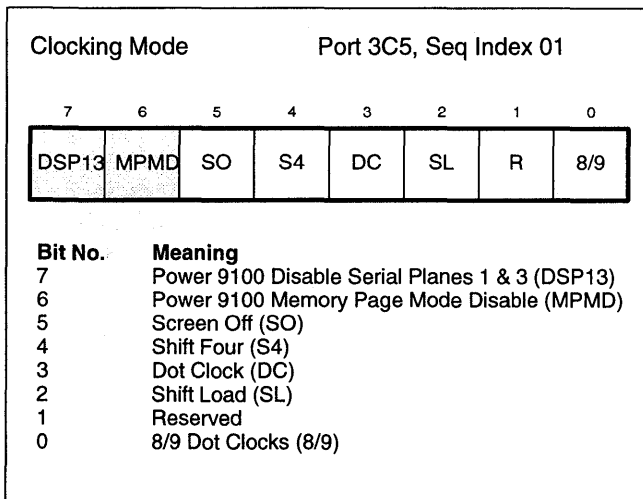 Clocking Mode Port 3C5, Seq Index 01
7 6 5 4 3 2 1 0
DSP13 MPMD SO S4 DC SL R 8/9
Bit No. Meaning
7 Power 9100 Disable Serial Planes 1 & 3 (DSP13)
6 Power 9100 Memory Page Mode Disable (MPMD)
5 Screen Off (SO)
4 Shift Four (S4)
3 Dot Clock (DC)
2 Shift Load (SL)
1 Reserved
0 8/9 Dot Clocks (8/9)